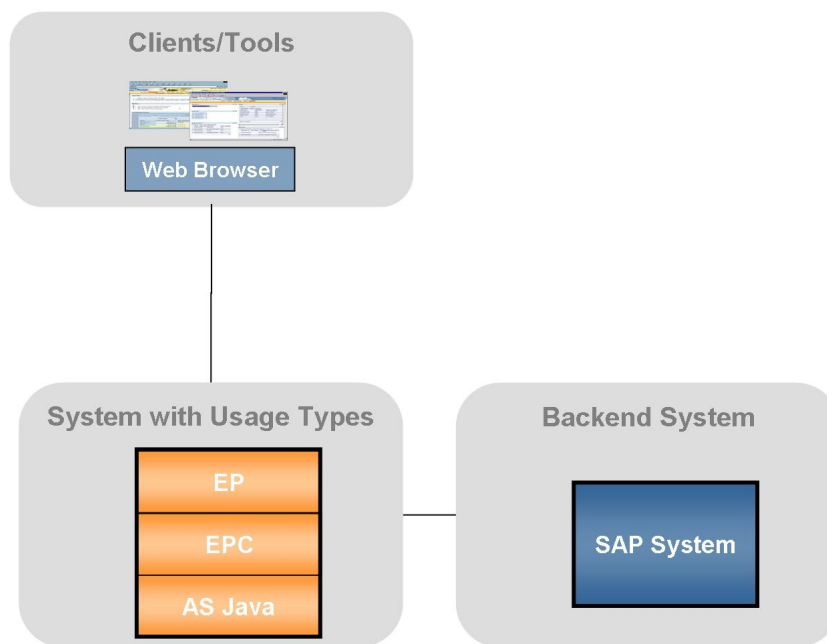 Clients/Tools
Web Browser
System with Usage Types
EP
EPC
AS Java
Backend System
SAP System